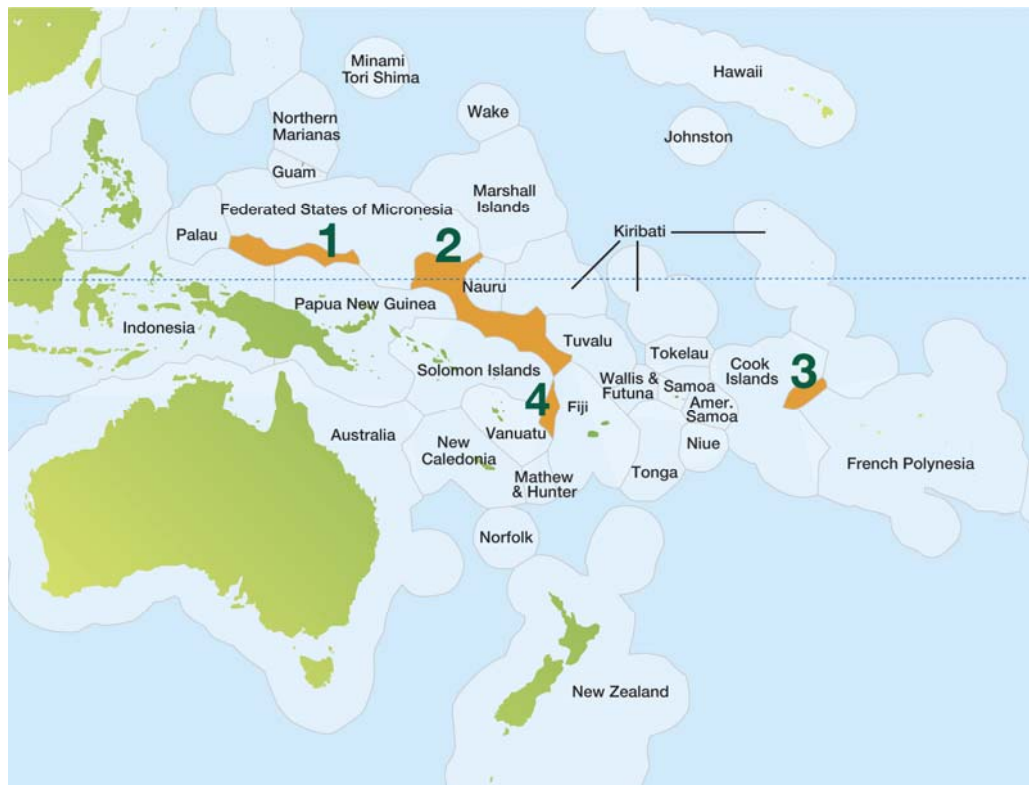 Minami
Tori Shima
Hawaii
Wake
Northern
Marianas
Johnston
Guam
Marshall
Islands
Federated States of Micronesia
1
2
Palau
Kiribati
Nauru
Papua New Guinea
Indonesia
Tuvalu
Tokelau
Cook
Islands
3
Solomon Islands
Wallis &
Futuna
Samoa
Amer.
Samoa
4
Fiji
Vanuatu
Australia
New
Caledonia
Niue
French Polynesia
Tonga
Mathew
& Hunter
Norfolk
New Zealand